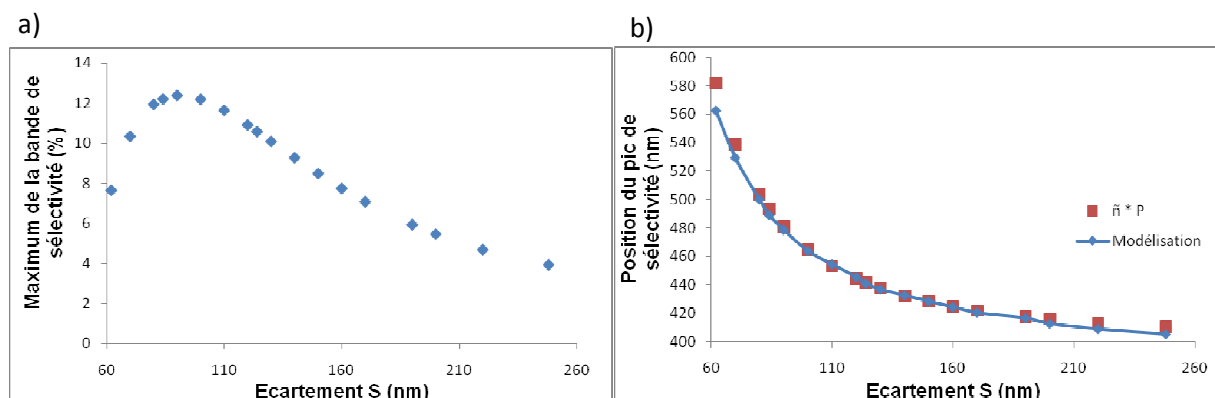 a)
Maximum de la bande de
sélectivité (%)
14
12
10
8
6
4
2
0
60
110
160
210
260
Ecartement S (nm)
b)
Position du pic de
sélectivité (nm)
600
580
560
540
520
500
480
460
440
420
400
ñ * P
Modélisation
60
110
160
210
260
Ecartement S (nm)